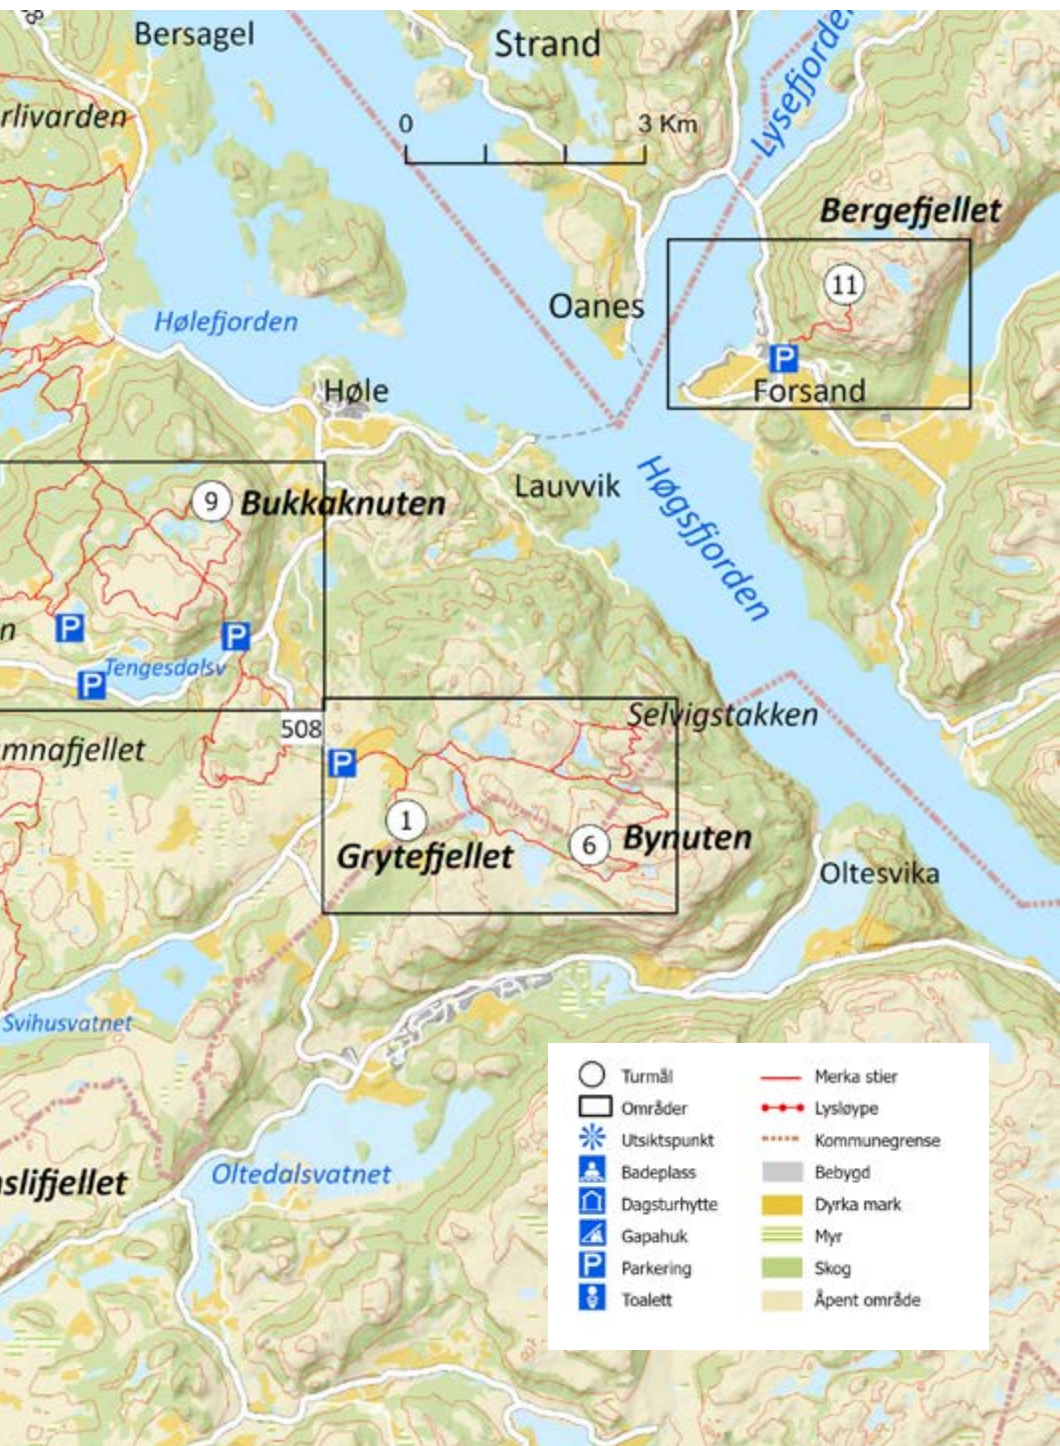 Bersagel
Strand
Lysefjorden
rlivarden
0 3 Km
Bergefjellet
11
Oanes
Hølefjorden
P
Høle
Forsand
Lauvvik
9 Bukkaknuten
Høgsfjorden
n
P
P
Tengesdalsv
P
Selvigstakken
508
mnafjellet
P
1
6 Bynuten
Grytefjellet
Oltesvika
Svihusvatnet
slifjellet
Oltedalsvatnet
Turmål
Områder
Utsiktspunkt
Badeplass
Dagsturhytte
Gapahuk
P Parkering
Toalett
Merka stier
Lysløype
Kommunegrense
Bebygd
Dyrka mark
Myr
Skog
Åpent område